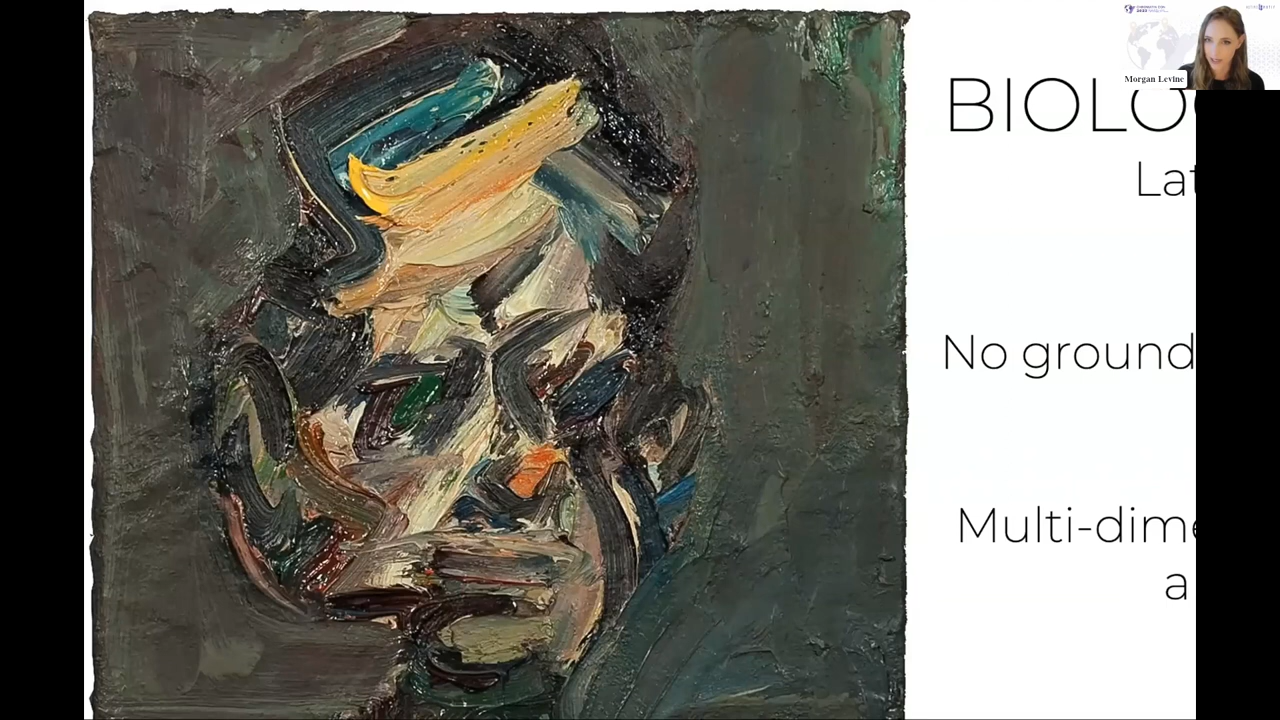 Morgan Levine
BIOLO
Lat
No ground
Multi-dime
a